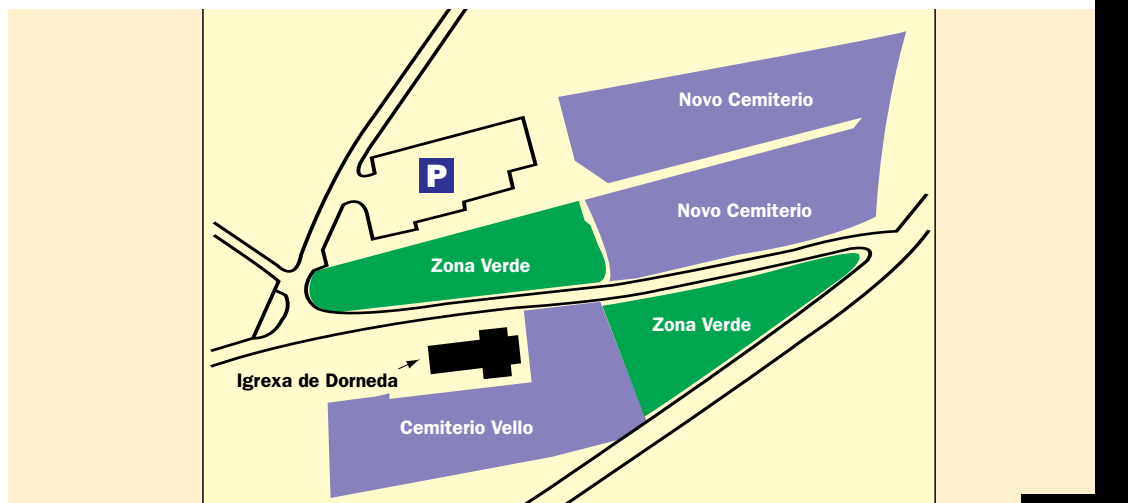 Novo Cemiterio
P
Novo Cemiterio
Zona Verde
Zona Verde
Igrexa de Dorneda
Cemiterio Vello